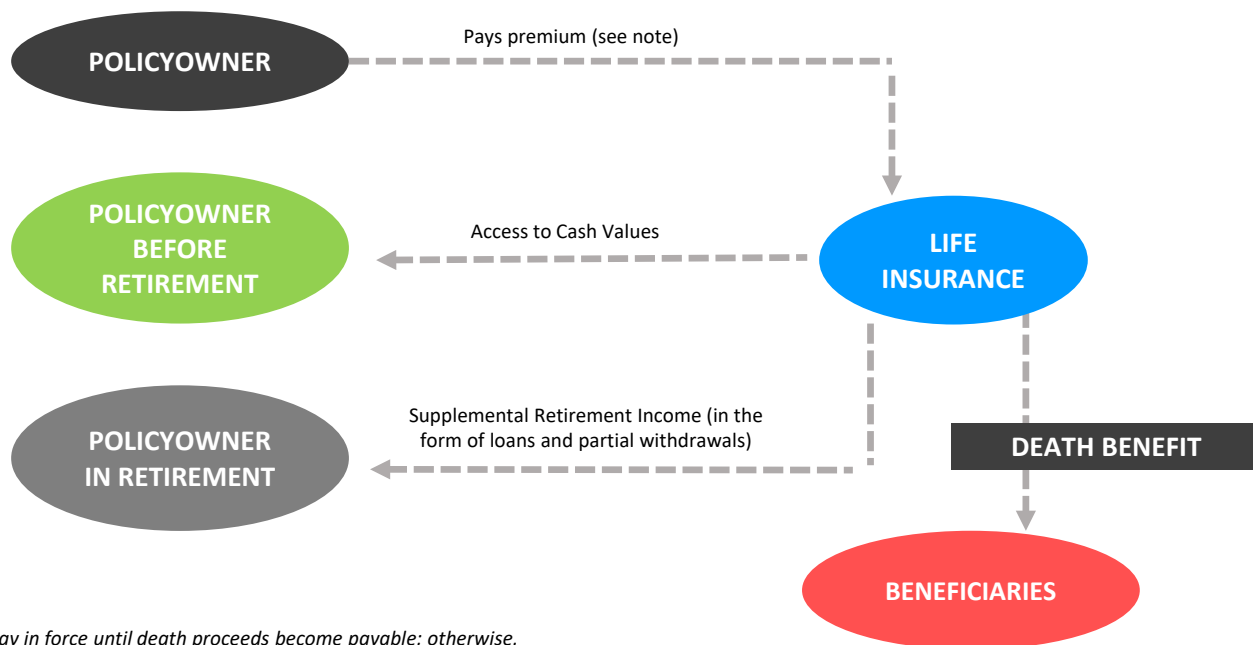 POLICYOWNER
Pays premium (see note)
POLICYOWNER
BEFORE
RETIREMENT
Access to Cash Values
LIFE
INSURANCE
POLICYOWNER
IN RETIREMENT
Supplemental Retirement Income (in the
form of loans and partial withdrawals)
DEATH BENEFIT
BENEFICIARIES
in force until death proceeds become payable; otherwise,